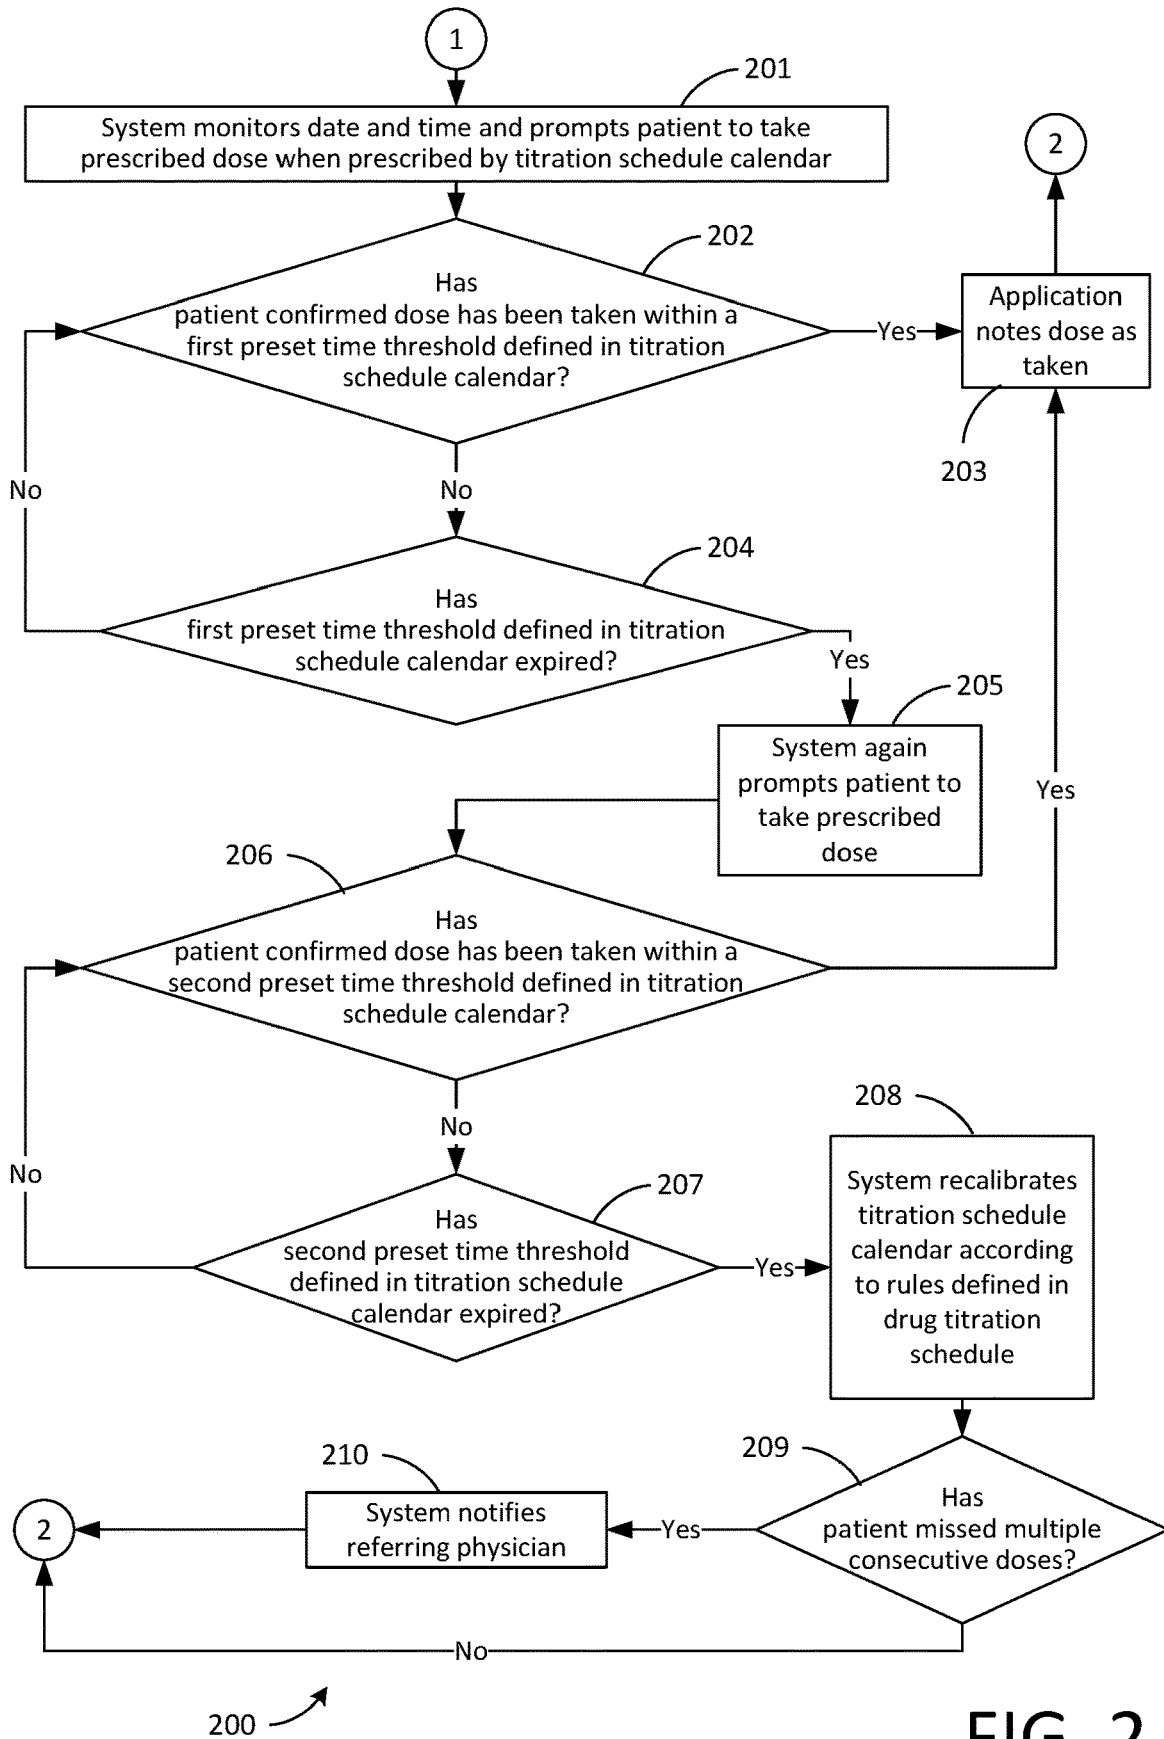 1
201
System monitors date and time and prompts patient to take
prescribed dose when prescribed by titration schedule calendar
2
202
Has
patient confirmed dose has been taken within a
first preset time threshold defined in titration
schedule calendar?
Yes
Application
notes dose as
taken
203
No
No
204
Has
first preset time threshold defined in titration
schedule calendar expired?
Yes
205
System again
prompts patient to
take prescribed
dose
Yes
206
Has
patient confirmed dose has been taken within a
second preset time threshold defined in titration
schedule calendar?
No
No
207
Has
second preset time threshold
defined in titration schedule
calendar expired?
Yes
208
System recalibrates
titration schedule
calendar according
to rules defined in
drug titration
schedule
209
Has
patient missed multiple
consecutive doses?
Yes
210
System notifies
referring physician
2
No
200
FIG. 2